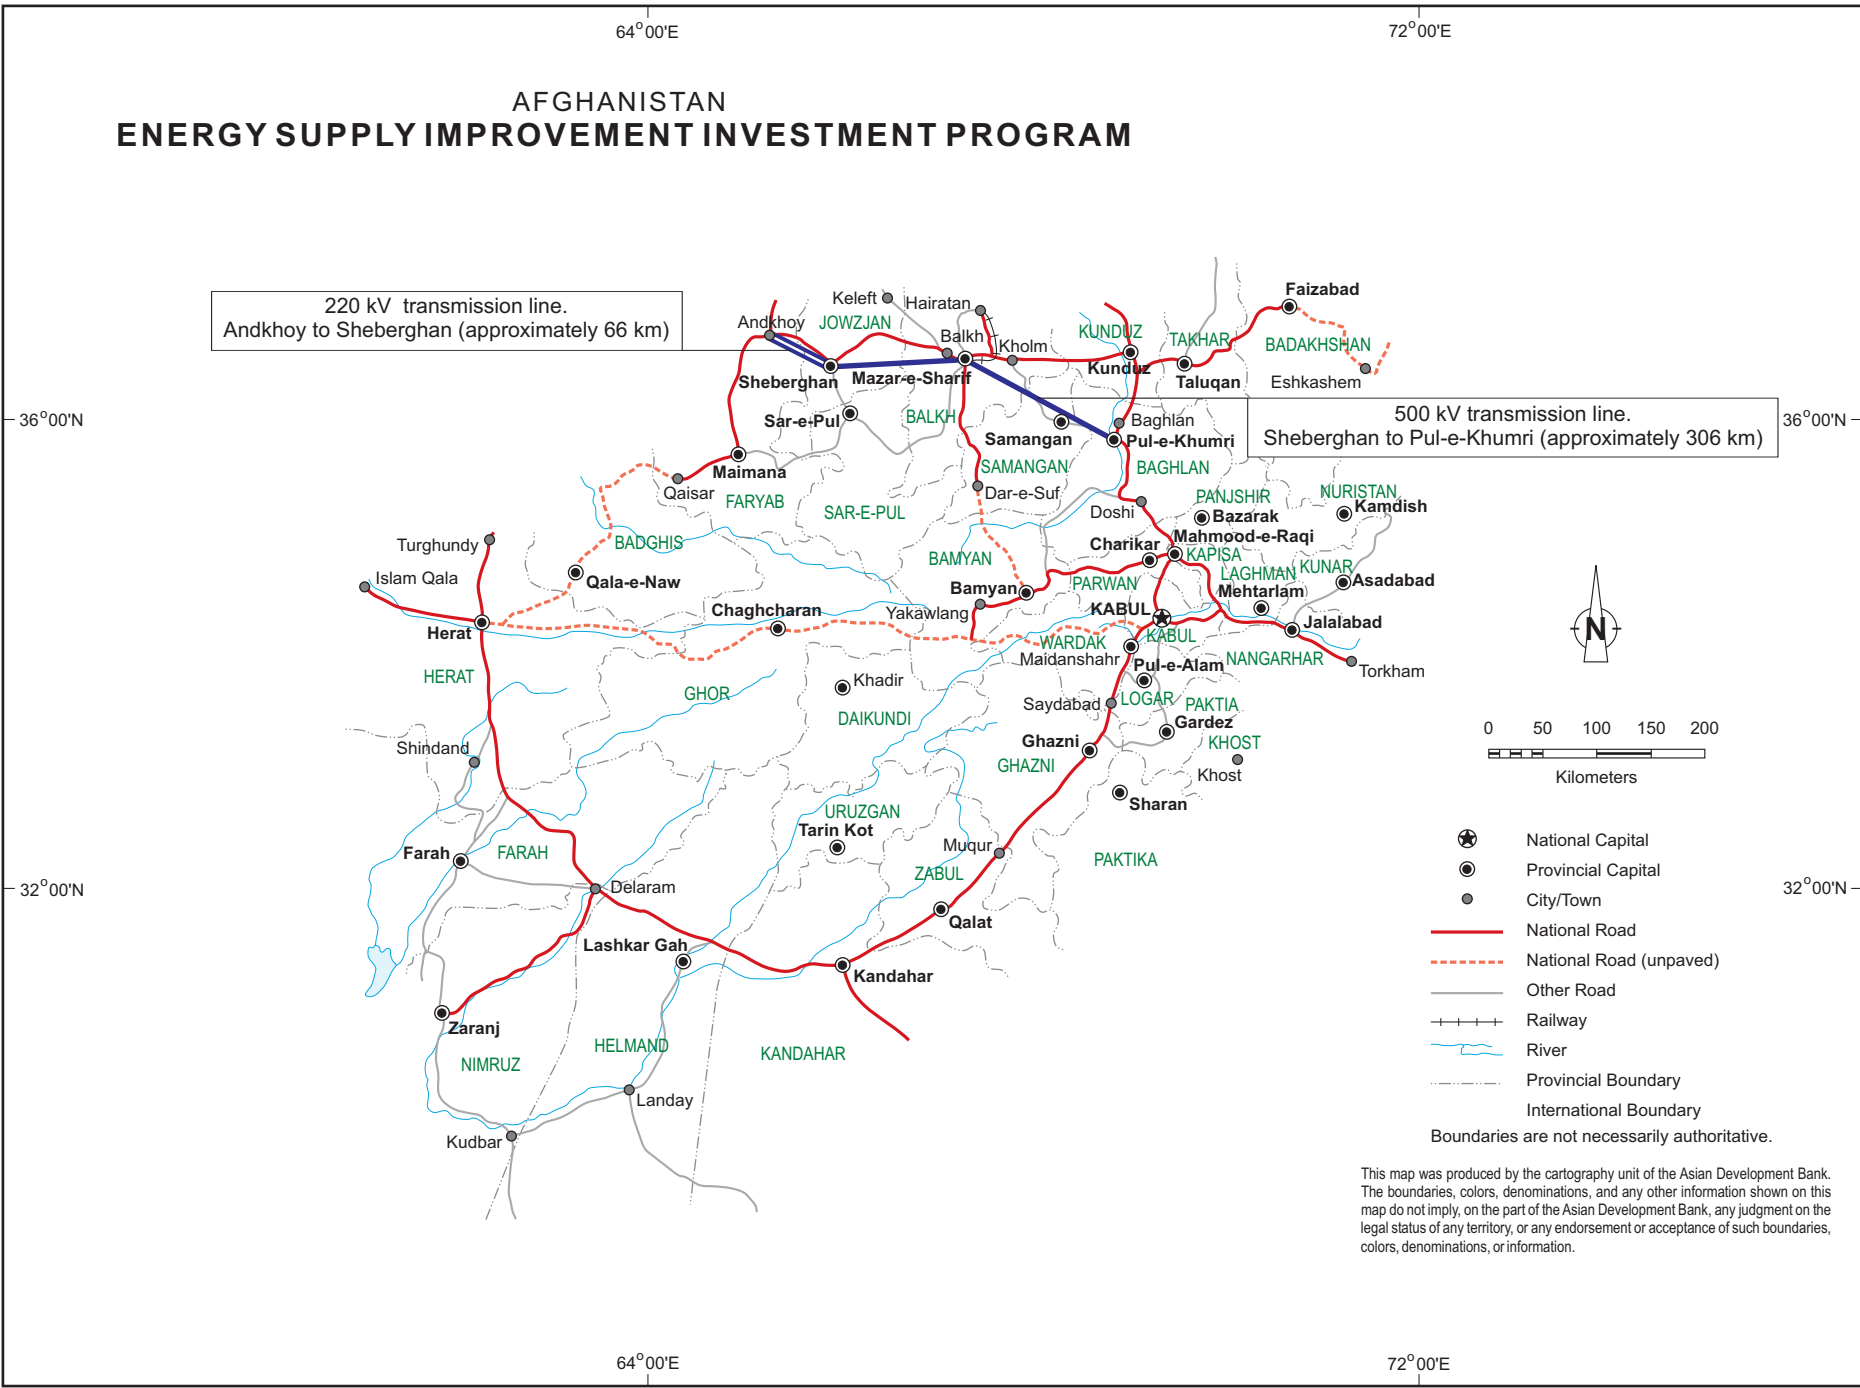 64°00'E
72°00'E
AFGHANISTAN
ENERGY SUPPLY IMPROVEMENT INVESTMENT PROGRAM
220 kV transmission line.
Andkhoy to Sheberghan (approximately 66 km)
Keleft
Hairatan
Faizabad
Andkhoy
JOWZJAN
Balkh
Kholm
KUNDUZ
TAKHAR
BADAKHSHAN
Sheberghan
Mazar-e-Sharif
Kunduz
Taluqan
Eshkashem
36°00'N
Sar-e-Pul
BALKH
Samangan
Baghlan
Pul-e-Khumri
500 kV transmission line.
Sheberghan to Pul-e-Khumri (approximately 306 km)
36°00'N
Maimana
SAMANGAN
BAGHLAN
Qaisar
FARYAB
SAR-E-PUL
Dar-e-Suf
Doshi
PANJSHIR
Bazarak
NURISTAN
Kamdish
Turghundy
BADGHIS
BAMYAN
Charikar
Mahmood-e-Raqi
KAPISA
Islam Qala
Qala-e-Naw
Bamyan
PARWAN
LAGHMAN
KUNAR
Asadabad
Mehtarlam
Chaghcharan
Yakawlang
KABUL
Jalalabad
Herat
WARDAK
KABUL
Maidanshahr
Pul-e-Alam
NANGARHAR
Torkham
HERAT
GHOR
Khadir
DAIKUNDI
Saydabad
LOGAR
PAKTIA
Gardez
Shindand
Ghazni
GHAZNI
KHOST
Khost
Sharan
URUZGAN
Tarin Kot
Muqur
PAKTIKA
Farah
FARAH
ZABUL
Delaram
32°00'N
32°00'N
Qalat
Lashkar Gah
Kandahar
Zaranj
NIMRUZ
HELMAND
KANDAHAR
Landay
Kudbar
N
0 50 100 150 200
Kilometers
National Capital
Provincial Capital
City/Town
National Road
National Road (unpaved)
Other Road
Railway
River
Provincial Boundary
International Boundary
Boundaries are not necessarily authoritative.
This map was produced by the cartography unit of the Asian Development Bank.
The boundaries, colors, denominations, and any other information shown on this
map do not imply, on the part of the Asian Development Bank, any judgment on the
legal status of any territory, or any endorsement or acceptance of such boundaries,
colors, denominations, or information.
64°00'E
72°00'E